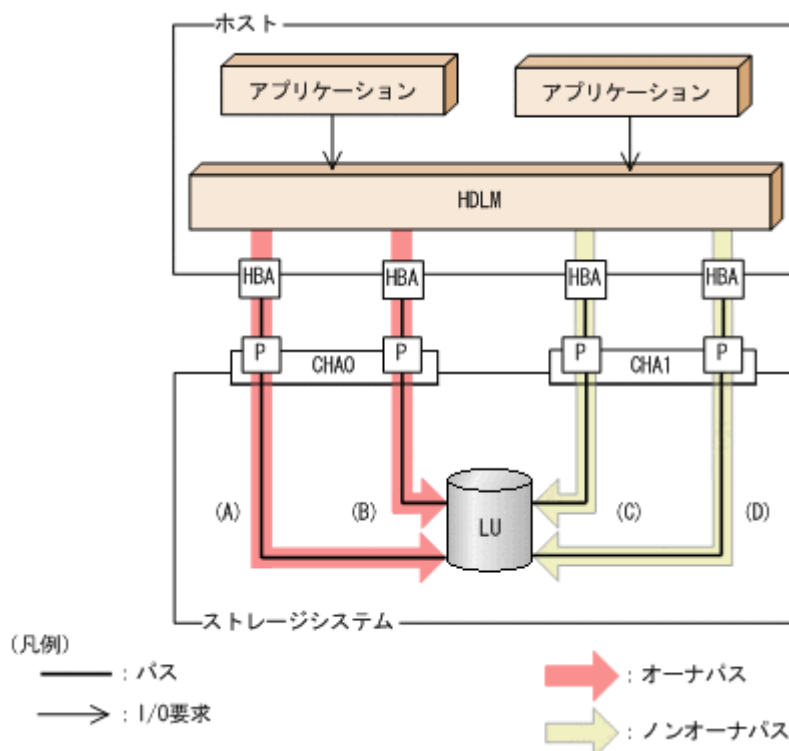 ホスト
アプリケーション
アプリケーション
HDLM
HBA
HBA
HBA
HBA
P
P
P
P
CHA0
CHA1
(A)
(B)
LU
(C)
(D)
ストレージシステム
(凡例)
：パス
：オーナパス
：I/O要求
：ノンオーナパス